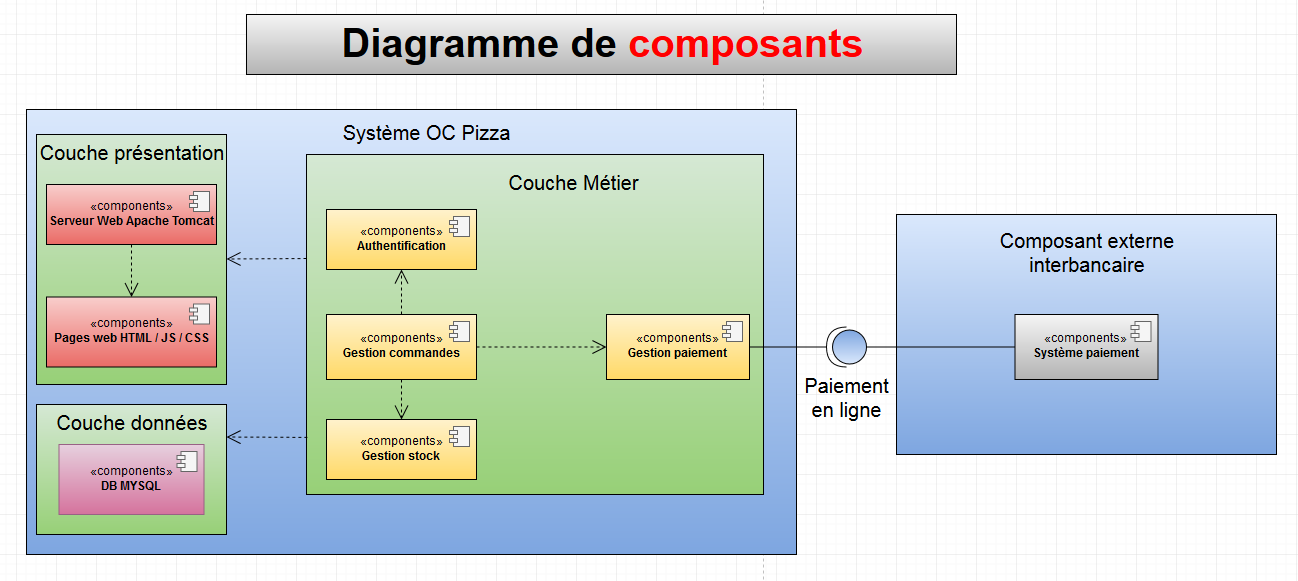 Diagramme de composants
Système OC Pizza
Couche présentation
«components»
Serveur Web Apache Tomcat
«components»
Pages web HTML / JS / CSS
Couche données
«components»
DB MYSQL
Couche Métier
«components»
Authentification
«components»
Gestion commandes
«components»
Gestion paiement
«components»
Gestion stock
Paiement
en ligne
Composant externe
interbancaire
«components»
Système paiement